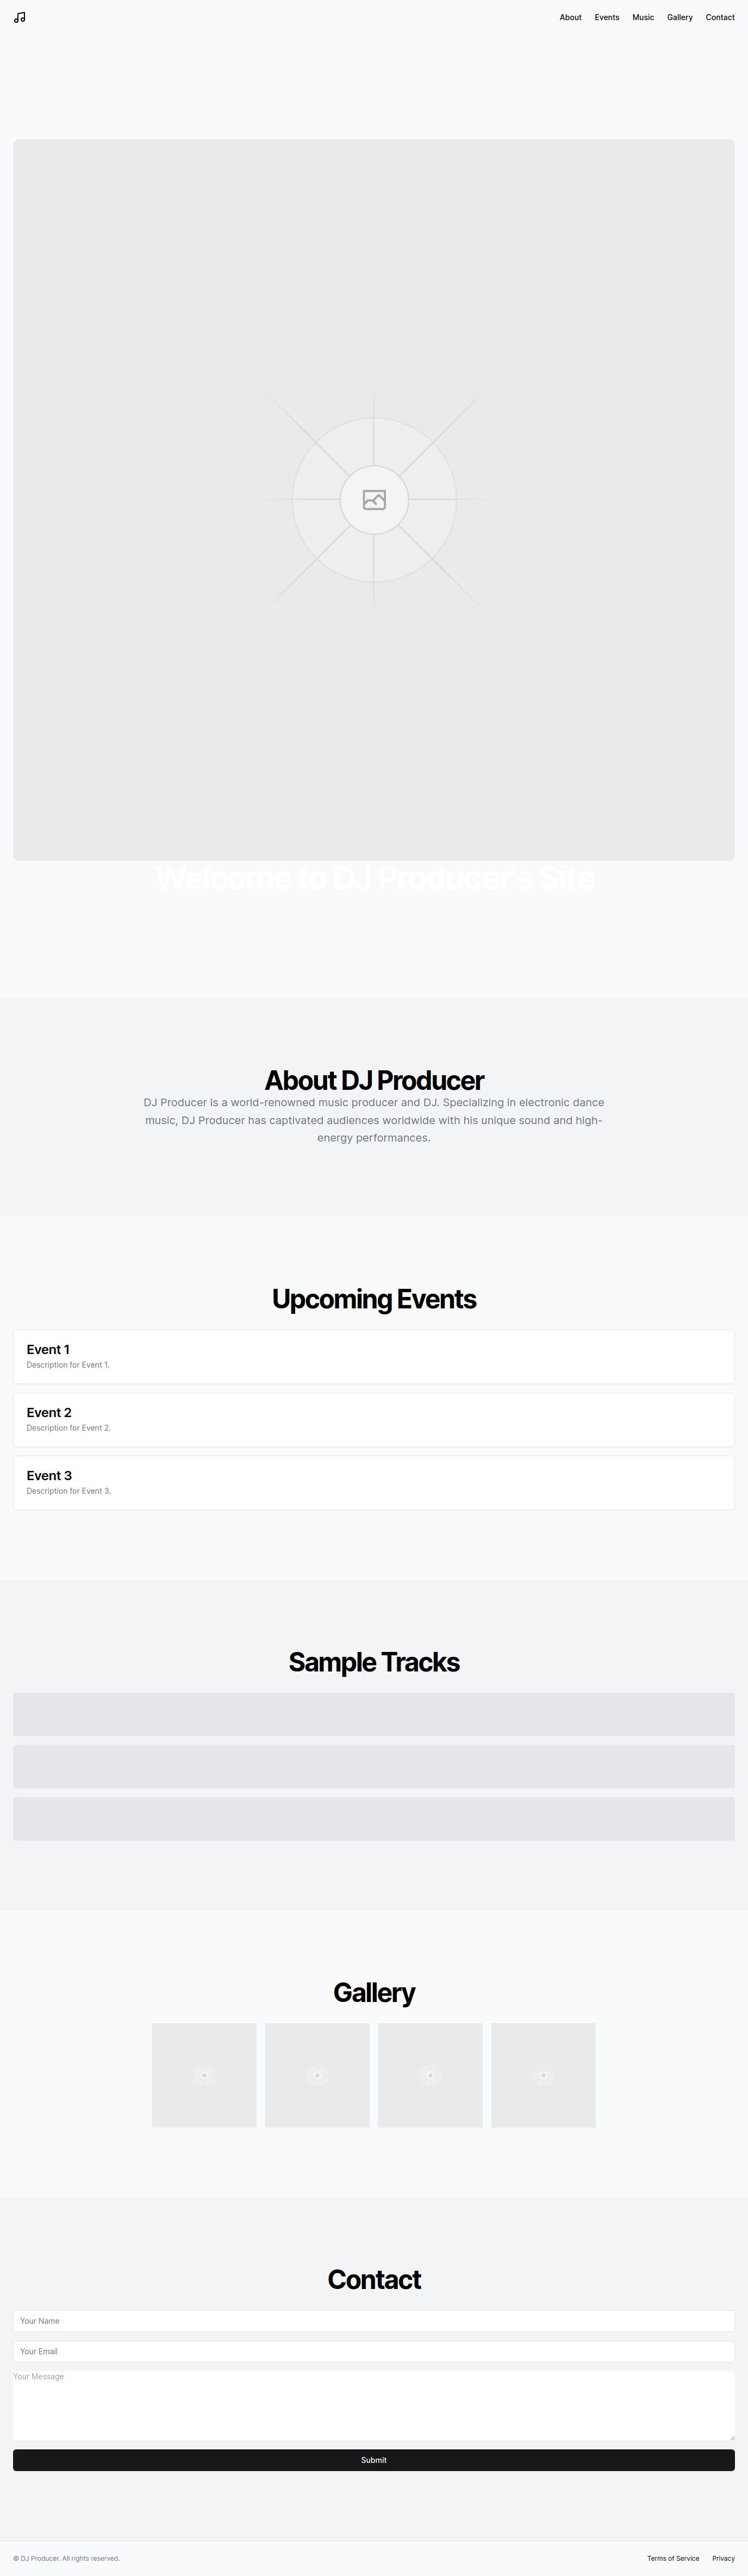 About Events Music Gallery Contact
Welcome to DJ Producer's Site
About DJ Producer
DJ Producer is a world-renowned music producer and DJ. Specializing in electronic dance
music, DJ Producer has captivated audiences worldwide with his unique sound and high-
energy performances.
Upcoming Events
Event 1
Description for Event 1.
Event 2
Description for Event 2.
Event 3
Description for Event 3.
Sample Tracks
Gallery
Contact
Your Name
Your Email
Your Message
Submit
© DJ Producer. All rights reserved.
Terms of Service Privacy